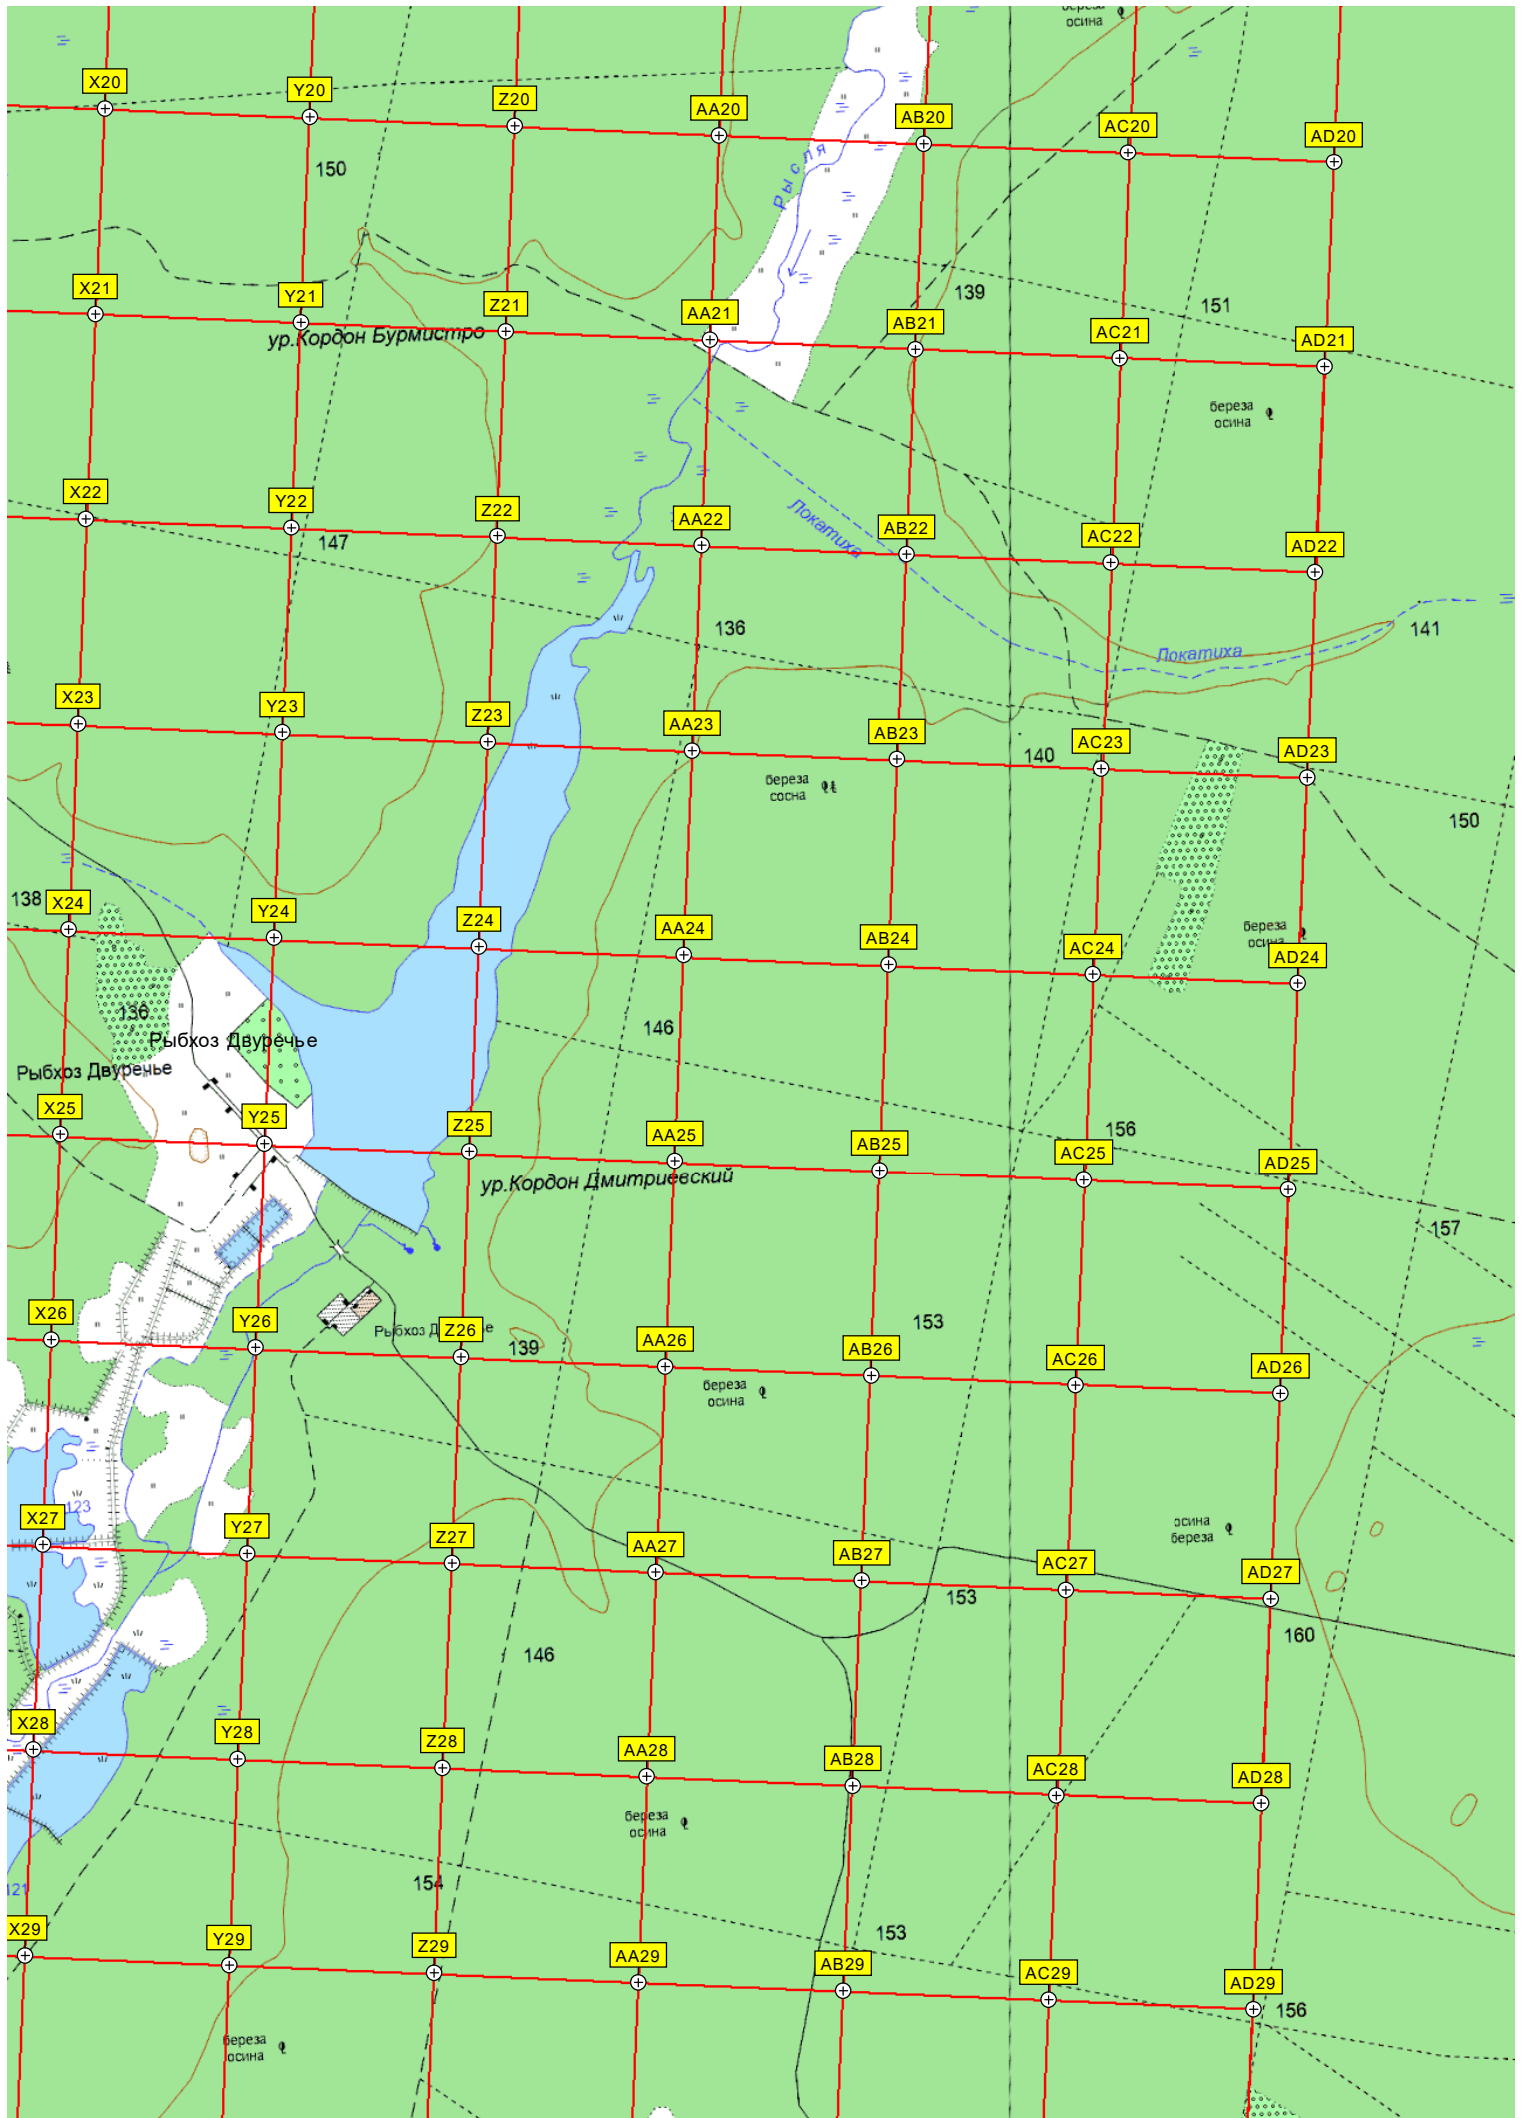 береза
осина
X20
Y20
Z20
AA20
AB20
AC20
AD20
150
Рысля
139
151
X21
Y21
Z21
AA21
AB21
AC21
AD21
ур.Кордон Бурмистро
береза
осина
X22
Y22
Z22
AA22
AB22
AC22
AD22
147
Локатиха
136
141
Локатиха
X23
Y23
Z23
AA23
AB23
AC23
AD23
140
береза
сосна
150
138
X24
Y24
Z24
AA24
AB24
AC24
AD24
береза
осина
136
146
Рыбхоз Двуречье
Рыбхоз Двуречье
X25
Y25
Z25
AA25
AB25
AC25
AD25
156
ур.Кордон Дмитриевский
157
X26
Y26
Z26
AA26
AB26
AC26
AD26
153
Рыбхоз
139
береза
осина
123
X27
Y27
Z27
AA27
AB27
AC27
AD27
осина
береза
153
160
146
X28
Y28
Z28
AA28
AB28
AC28
AD28
береза
осина
154
121
153
X29
Y29
Z29
AA29
AB29
AC29
AD29
156
береза
осина